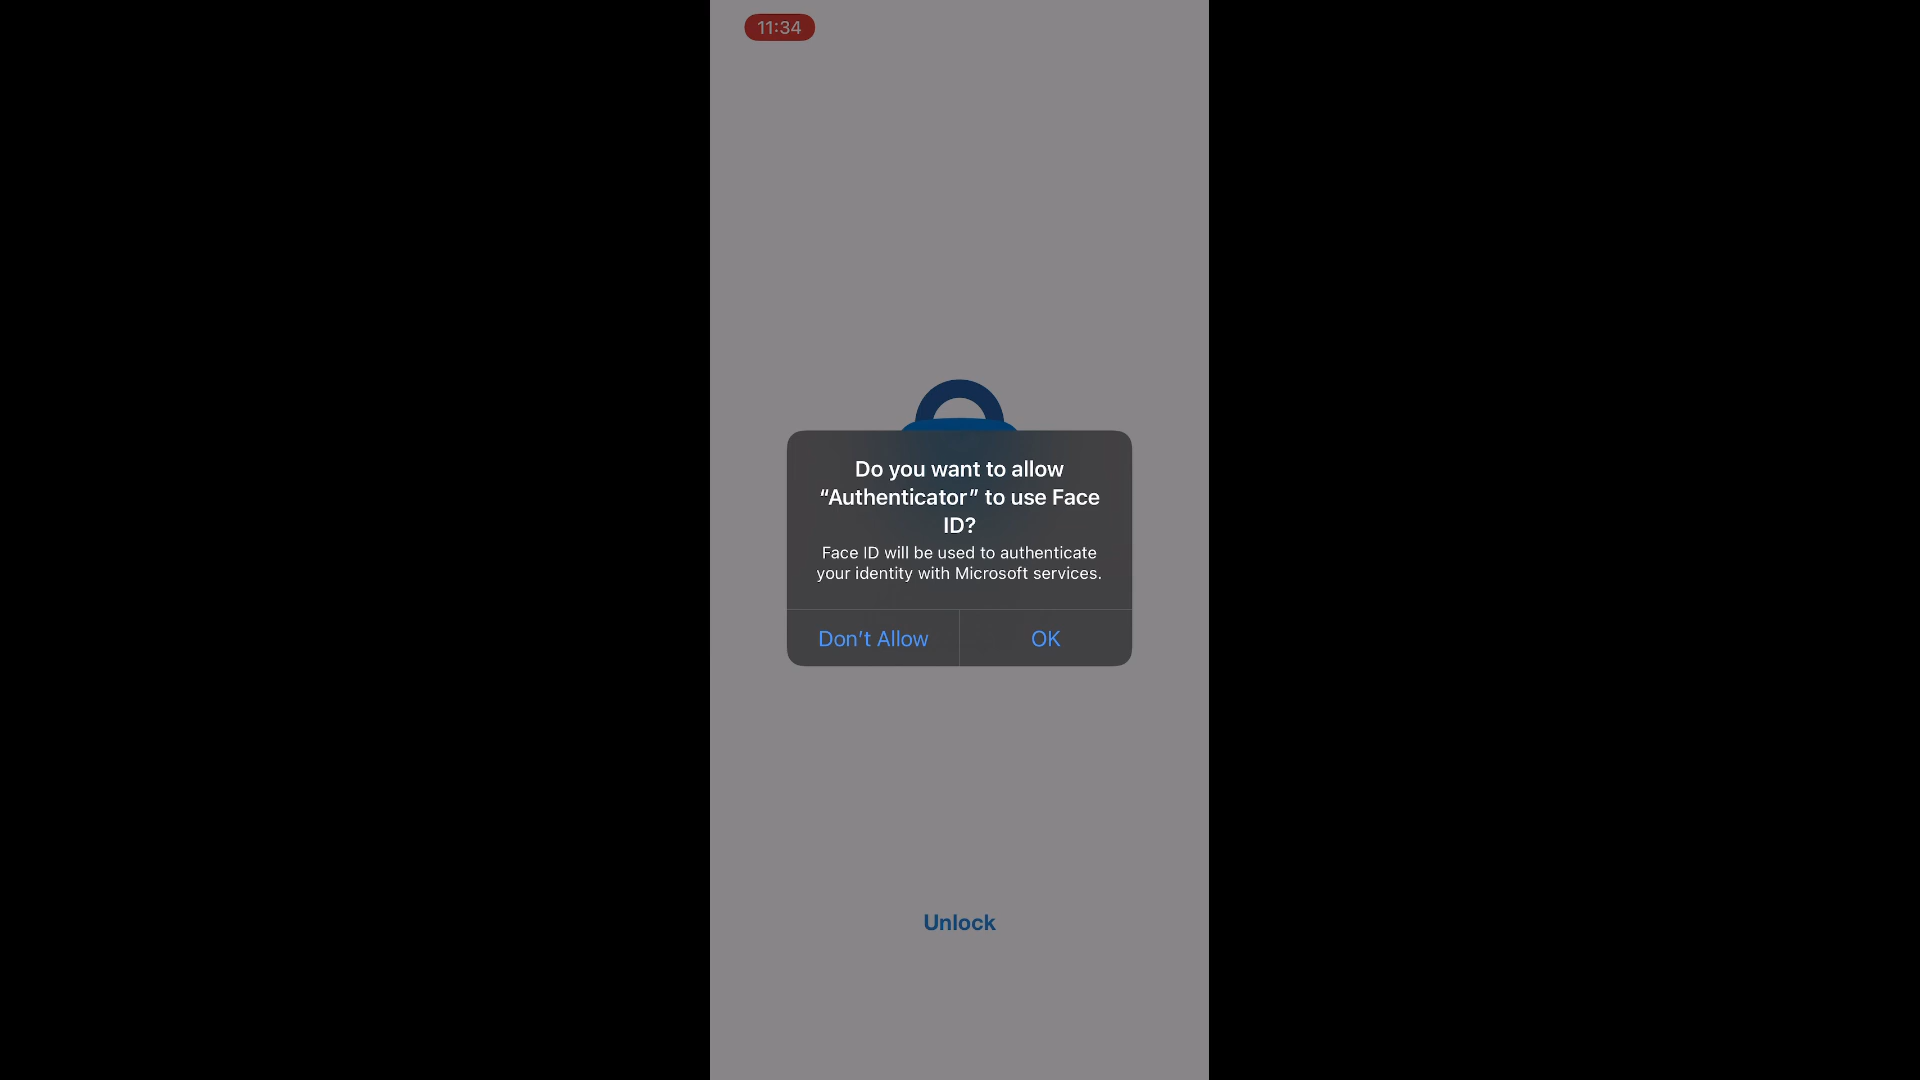 11:34
Do you want to allow
“Authenticator” to use Face
ID?
Face ID will be used to authenticate
your identity with Microsoft services.
Don’t Allow
OK
Unlock